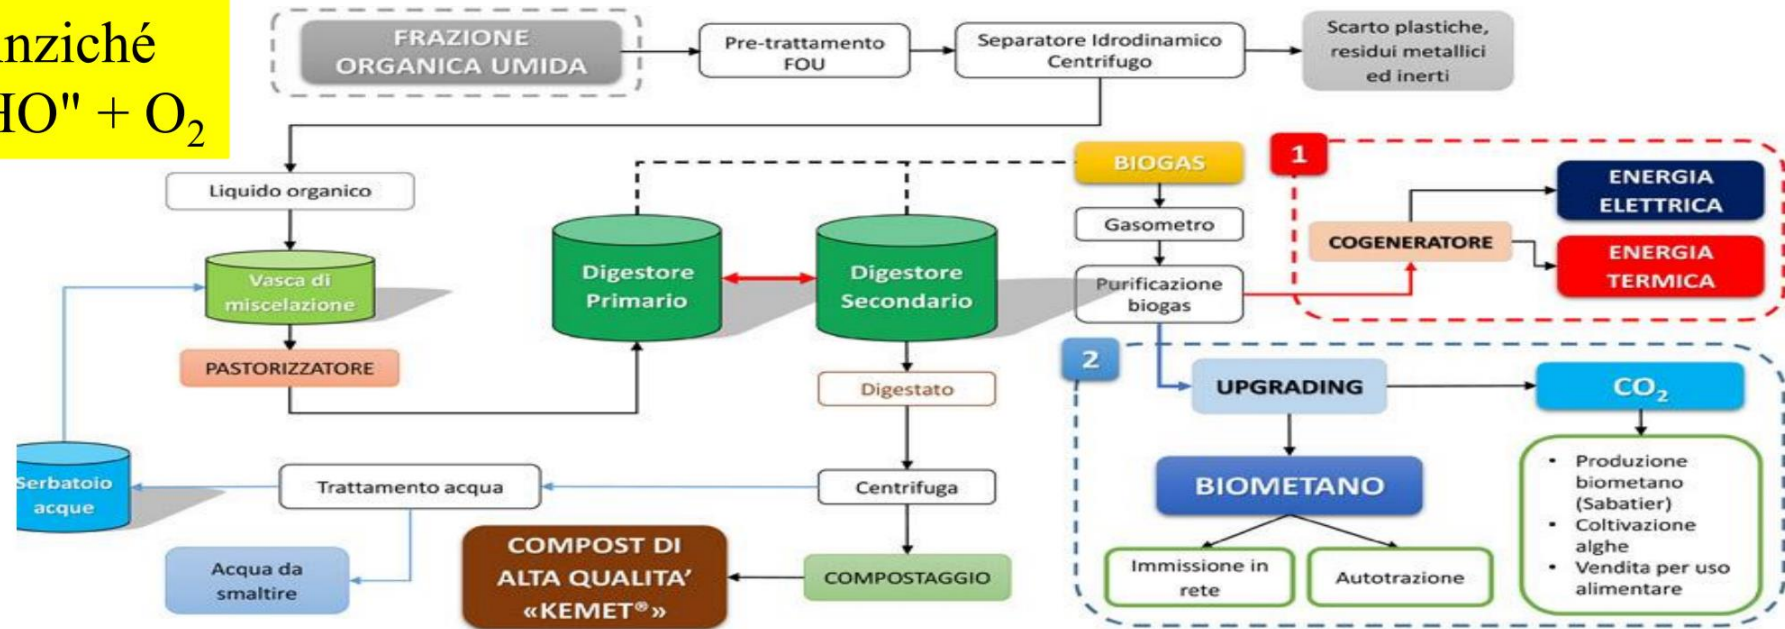 anziché
HO" + O₂
FRAZIONE
ORGANICA UMIDA
Pre-trattamento
FOU
Separatore Idrodinamico
Centrifugo
Scarto plastiche,
residui metallici
ed inerti
Liquido organico
Vasca di
miscelazione
PASTORIZZATORE
Digestore
Primario
Digestore
Secondario
BIOGAS
Gasometro
Purificazione
biogas
1
COGENERATORE
ENERGIA
ELETTRICA
ENERGIA
TERMICA
2
UPGRADING
CO₂
BIOMETANO
Immissione in
rete
Autotrazione
• Produzione
biometano
(Sabatier)
• Coltivazione
alghe
• Vendita per uso
alimentare
Digestato
Centrifuga
Trattamento acqua
Serbatoio
acque
Acqua da
smaltire
COMPOSTAGGIO
COMPOST DI
ALTA QUALITA’
«KEMET®»